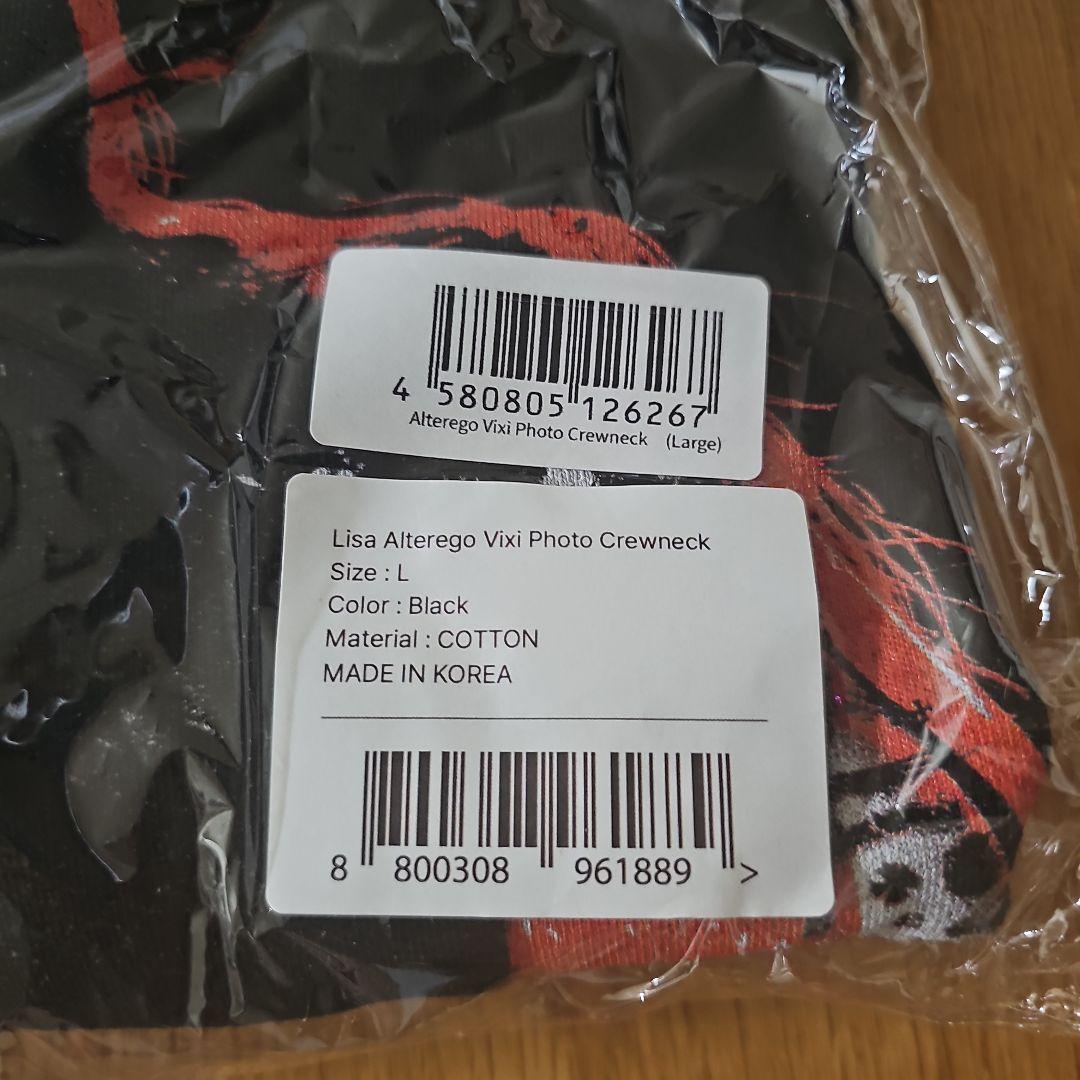 4 580805 126267
Alterego Vixi Photo Crewneck (Large)
Lisa Alterego Vixi Photo Crewneck
Size : L
Color : Black
Material : COTTON
MADE IN KOREA
8 800308 961889 >